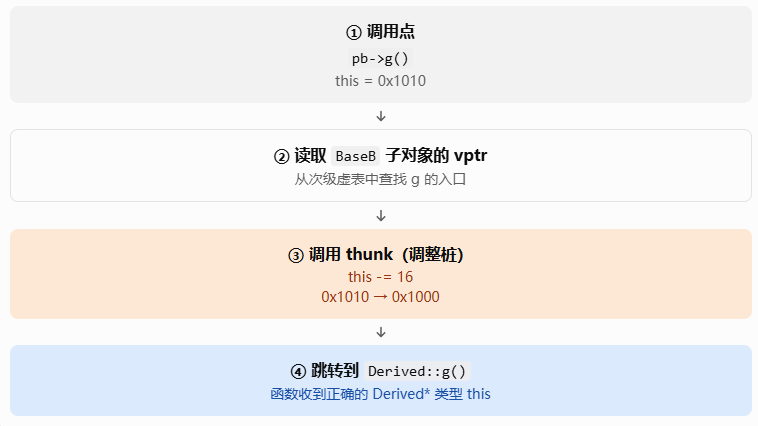 ① 调用点
pb->g()
this = 0x1010
↓
② 读取 BaseB 子对象的 vptr
从次级虚表中查找 g 的入口
↓
③ 调用 thunk（调整桩）
this -= 16
0x1010 → 0x1000
↓
④ 跳转到 Derived::g()
函数收到正确的 Derived* 类型 this